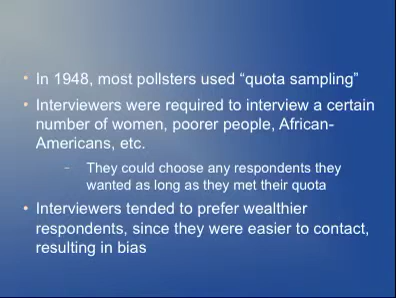 • In 1948, most pollsters used “quota sampling”
• Interviewers were required to interview a certain
number of women, poorer people, African-
Americans, etc.
– They could choose any respondents they
wanted as long as they met their quota
• Interviewers tended to prefer wealthier
respondents, since they were easier to contact,
resulting in bias